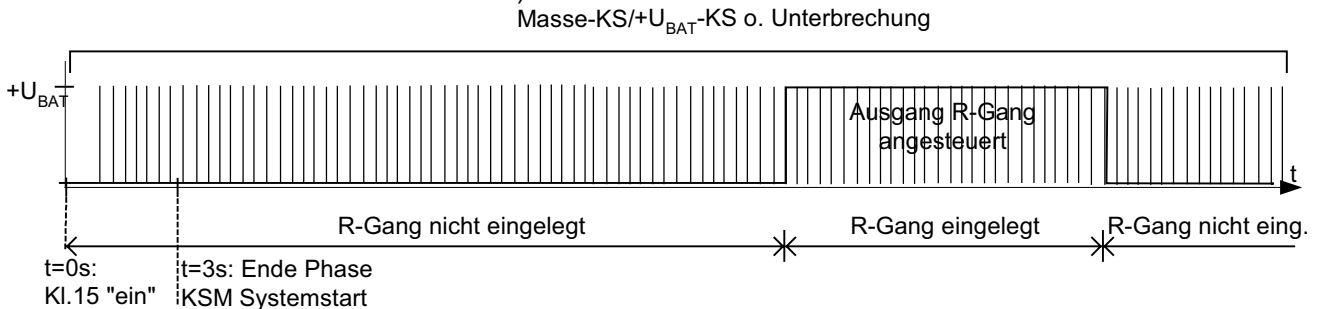 Masse-KS/+U_BAT-KS o. Unterbrechung
+U_BAT
Ausgang R-Gang
angesteuert
t
R-Gang nicht eingelegt
R-Gang eingelegt
R-Gang nicht eing.
t=0s:
Kl.15 "ein"
t=3s: Ende Phase
KSM Systemstart